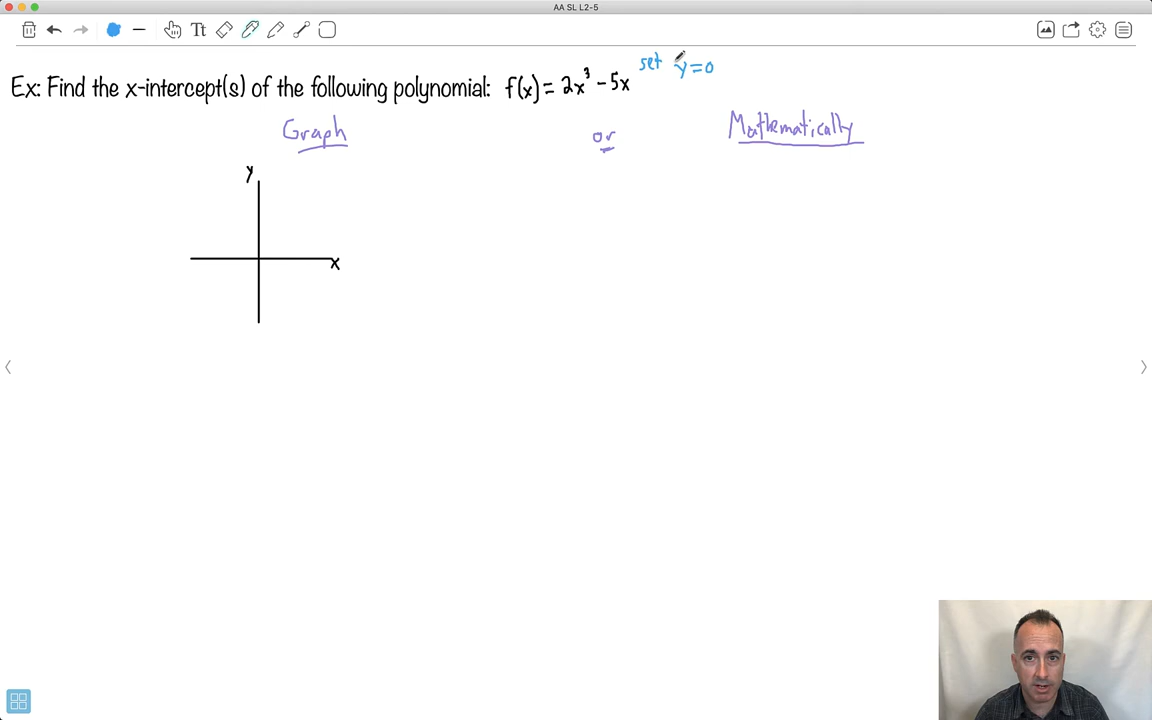 AA SL L2-5
Tt
Ex: Find the x-intercept(s) of the following polynomial: f(x) = 2x³ - 5x set y=0
Graph or Mathematically
y
x